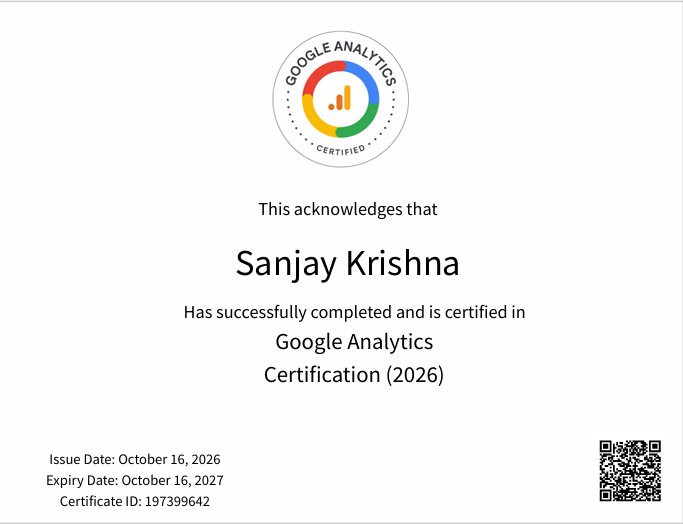 GOOGLE ANALYTICS
CERTIFIED
This acknowledges that
Sanjay Krishna
Has successfully completed and is certified in
Google Analytics
Certification (2026)
Issue Date: October 16, 2026
Expiry Date: October 16, 2027
Certificate ID: 197399642